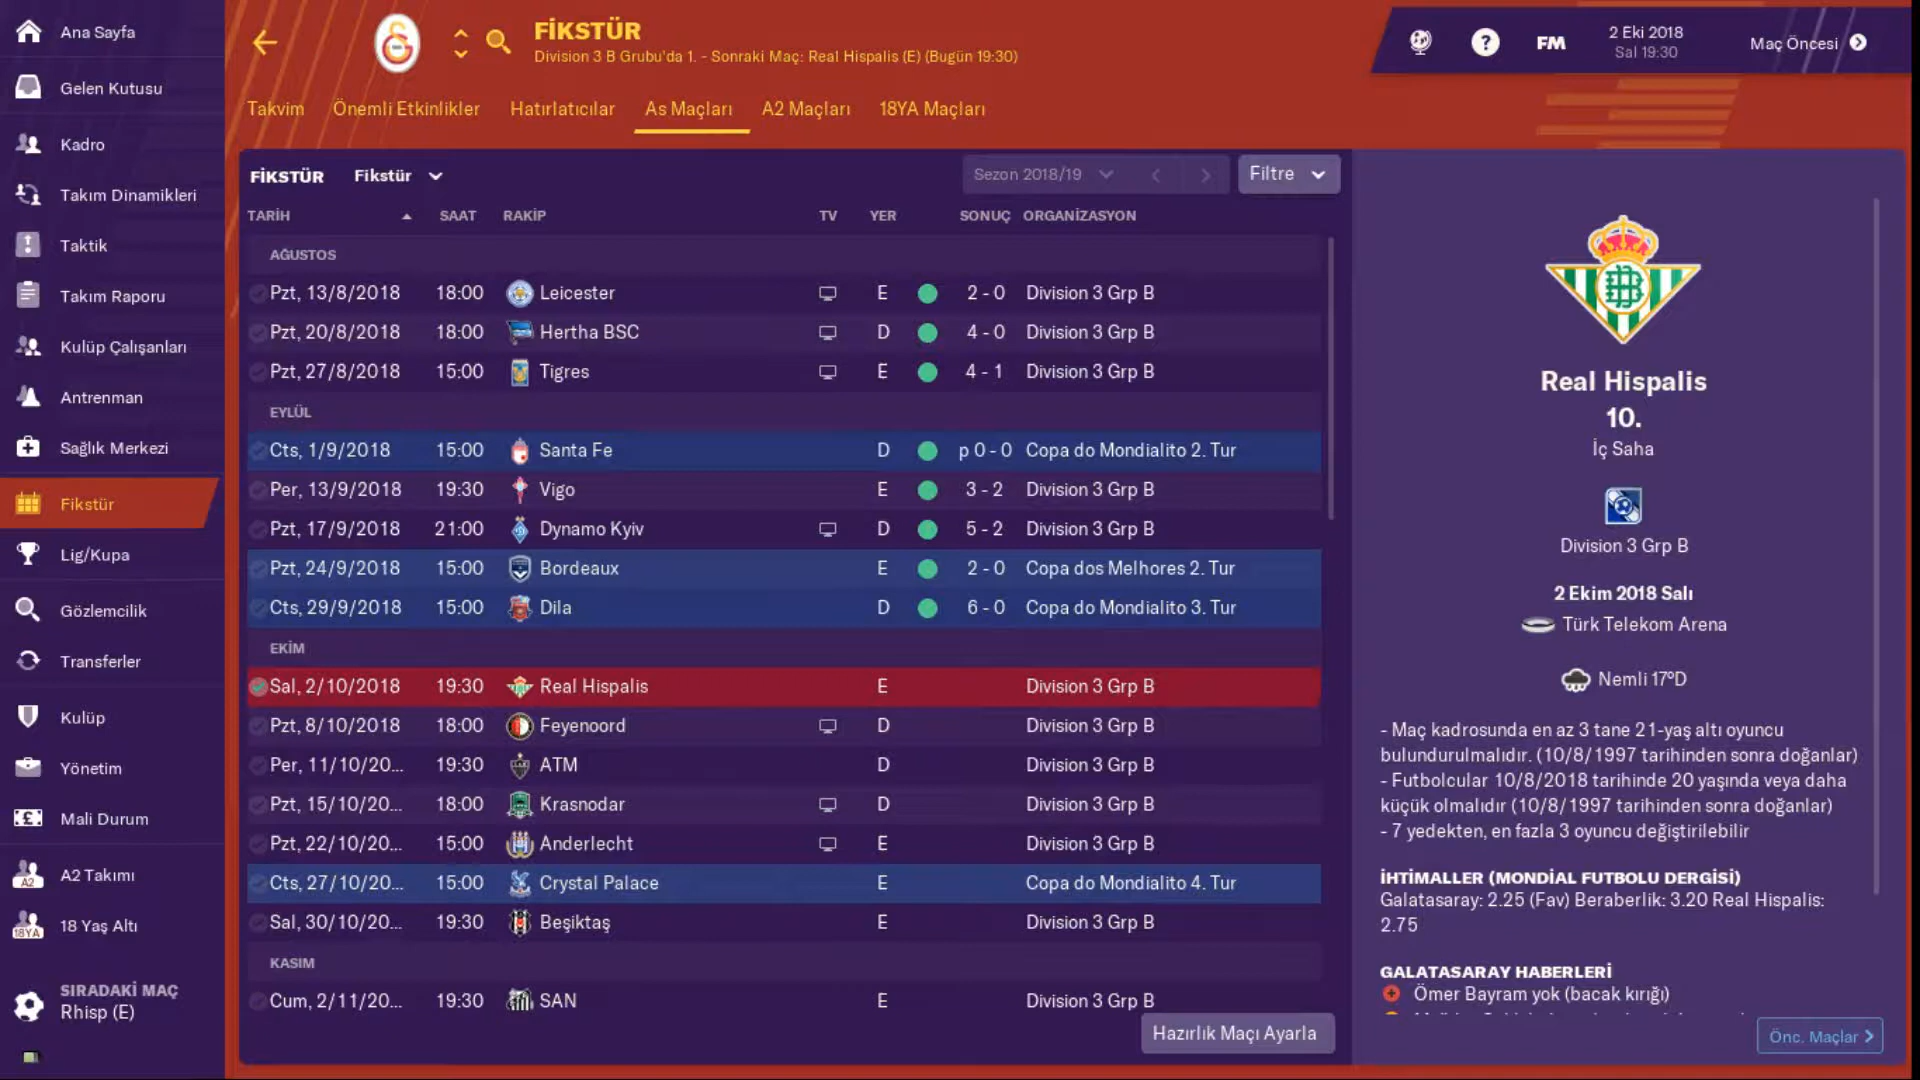 Ana Sayfa
Gelen Kutusu
Kadro
Takım Dinamikleri
Taktik
Takım Raporu
Kulüp Çalışanları
Antrenman
Sağlık Merkezi
Fikstür
Lig/Kupa
Gözlemcilik
Transferler
Kulüp
Yönetim
Mali Durum
A2 Takımı
18 Yaş Altı
SIRADAKİ MAÇ
Rhisp (E)
FİKSTÜR
Division 3 B Grubu'da 1. - Sonraki Maç: Real Hispalis (E) (Bugün 19:30)
FM
2 Eki 2018
Sal 19:30
Maç Öncesi
Takvim Önemli Etkinlikler Hatırlatıcılar As Maçları A2 Maçları 18YA Maçları
FİKSTÜR Fikstür Sezon 2018/19 Filtre
TARİH SAAT RAKİP TV YER SONUÇ ORGANİZASYON
AĞUSTOS
Pzt, 13/8/2018 18:00 Leicester E 2 - 0 Division 3 Grp B
Pzt, 20/8/2018 18:00 Hertha BSC D 4 - 0 Division 3 Grp B
Pzt, 27/8/2018 15:00 Tigres E 4 - 1 Division 3 Grp B
EYLÜL
Cts, 1/9/2018 15:00 Santa Fe D p 0 - 0 Copa do Mondialito 2. Tur
Per, 13/9/2018 19:30 Vigo E 3 - 2 Division 3 Grp B
Pzt, 17/9/2018 21:00 Dynamo Kyiv D 5 - 2 Division 3 Grp B
Pzt, 24/9/2018 15:00 Bordeaux E 2 - 0 Copa dos Melhores 2. Tur
Cts, 29/9/2018 15:00 Dila D 6 - 0 Copa do Mondialito 3. Tur
EKİM
Sal, 2/10/2018 19:30 Real Hispalis E Division 3 Grp B
Pzt, 8/10/2018 18:00 Feyenoord D Division 3 Grp B
Per, 11/10/20... 19:30 ATM D Division 3 Grp B
Pzt, 15/10/20... 18:00 Krasnodar D Division 3 Grp B
Pzt, 22/10/20... 15:00 Anderlecht E Division 3 Grp B
Cts, 27/10/20... 15:00 Crystal Palace E Copa do Mondialito 4. Tur
Sal, 30/10/20... 19:30 Beşiktaş E Division 3 Grp B
KASIM
Cum, 2/11/20... 19:30 SAN E Division 3 Grp B
Hazırlık Maçı Ayarla
Real Hispalis
10.
İç Saha
Division 3 Grp B
2 Ekim 2018 Salı
Türk Telekom Arena
Nemli 17°D
- Maç kadrosunda en az 3 tane 21-yaş altı oyuncu
bulundurulmalıdır. (10/8/1997 tarihinden sonra doğanlar)
- Futbolcular 10/8/2018 tarihinde 20 yaşında veya daha
küçük olmalıdır (10/8/1997 tarihinden sonra doğanlar)
- 7 yedekten, en fazla 3 oyuncu değiştirilebilir
İHTİMALLER (MONDİAL FUTBOLU DERGİSİ)
Galatasaray: 2.25 (Fav) Beraberlik: 3.20 Real Hispalis:
2.75
GALATASARAY HABERLERİ
Ömer Bayram yok (bacak kırığı)
Önc. Maçlar